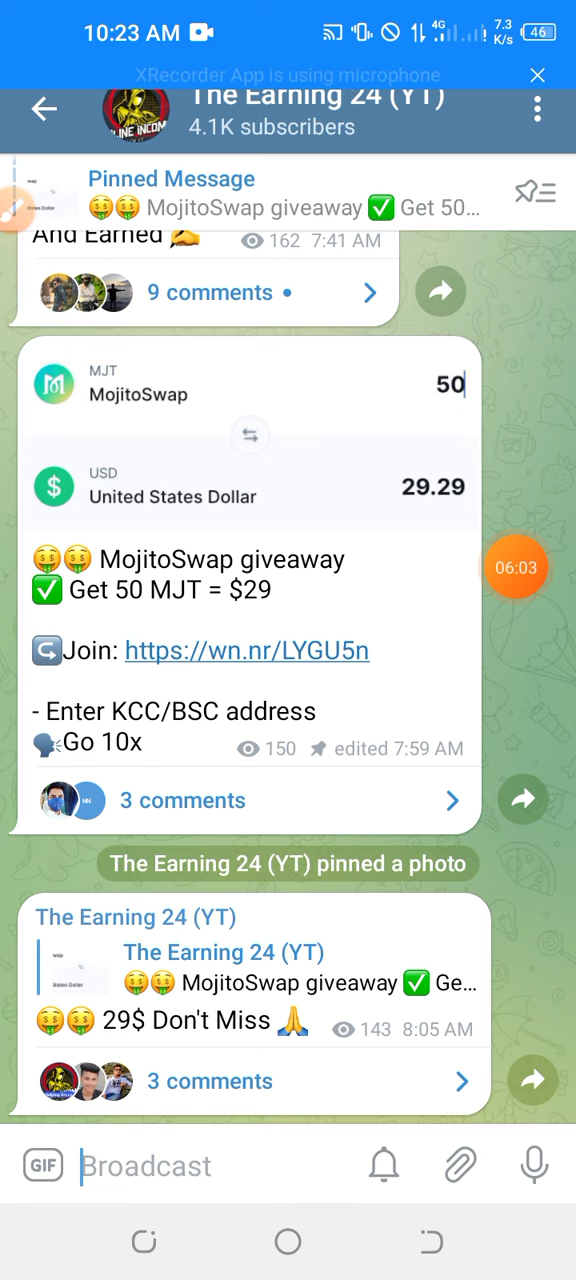 10:23 AM 4G 7.3 K/s 46
XRecorder App is using microphone
The Earning 24 (YT)
LINE INCOM
4.1K subscribers
Pinned Message
🤑🤑 MojitoSwap giveaway ✅ Get 50...
And Earned ✍️ 162 7:41 AM
9 comments
MJT
MojitoSwap 50
USD
United States Dollar 29.29
🤑🤑 MojitoSwap giveaway
✅ Get 50 MJT = $29
06:03
↪️Join: https://wn.nr/LYGU5n
- Enter KCC/BSC address
🗣Go 10x 150 edited 7:59 AM
NN
3 comments
The Earning 24 (YT) pinned a photo
The Earning 24 (YT)
The Earning 24 (YT)
🤑🤑 MojitoSwap giveaway ✅ Ge...
🤑🤑 29$ Don't Miss 🙏 143 8:05 AM
3 comments
GIF Broadcast